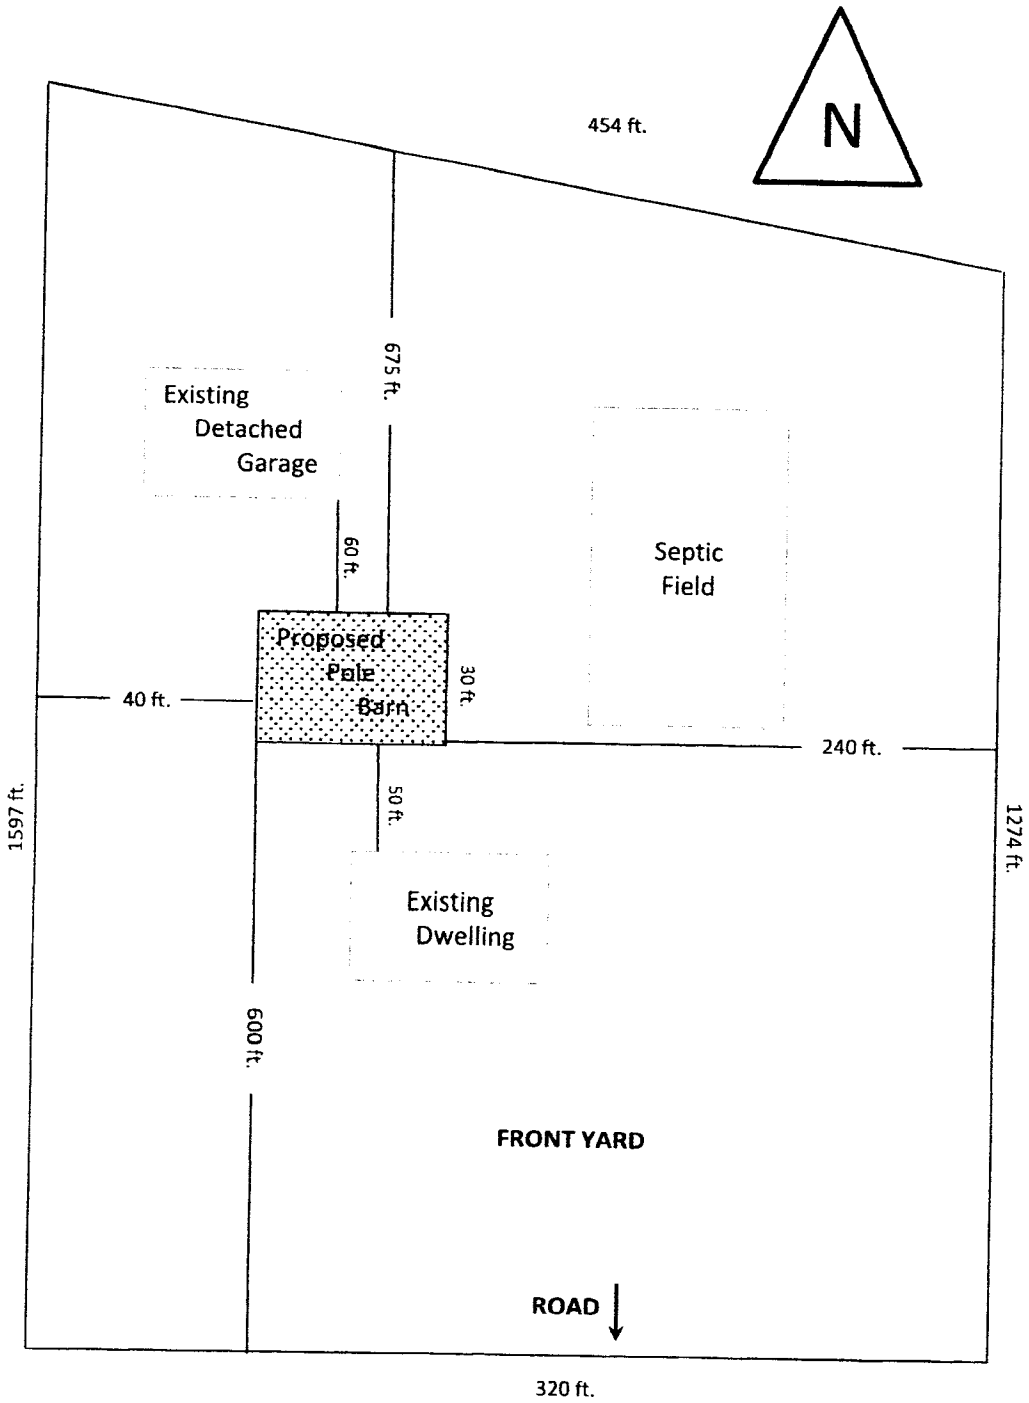 454 ft.
N
675 ft.
Existing
Detached
Garage
60 ft.
Septic
Field
Proposed
Pole
Barn
30 ft.
40 ft.
240 ft.
1597 ft.
50 ft.
1274 ft.
Existing
Dwelling
600 ft.
FRONT YARD
ROAD
320 ft.